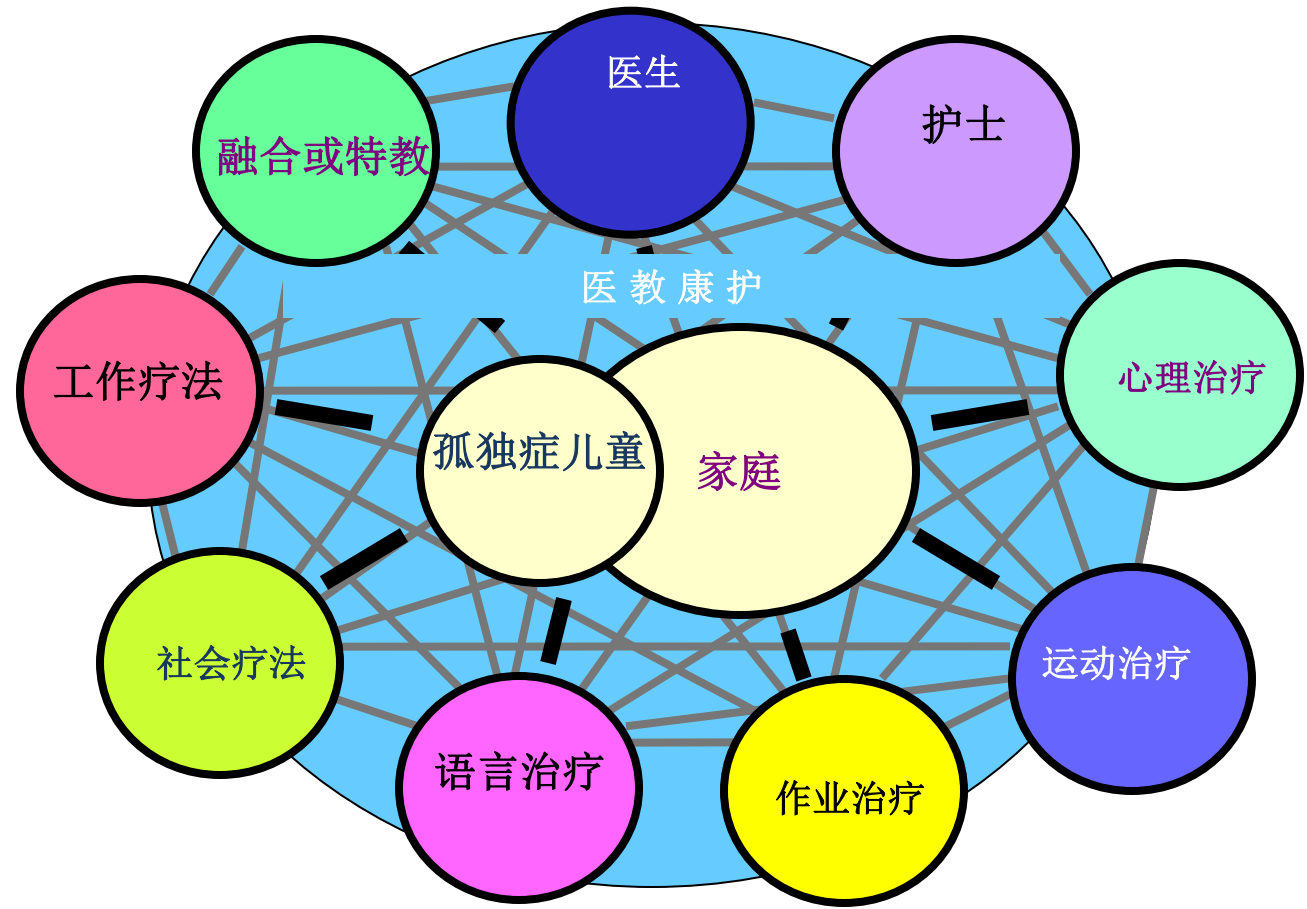 医生
护士
融合或特教
医教康护
心理治疗
工作疗法
孤独症儿童
家庭
社会疗法
运动治疗
语言治疗
作业治疗